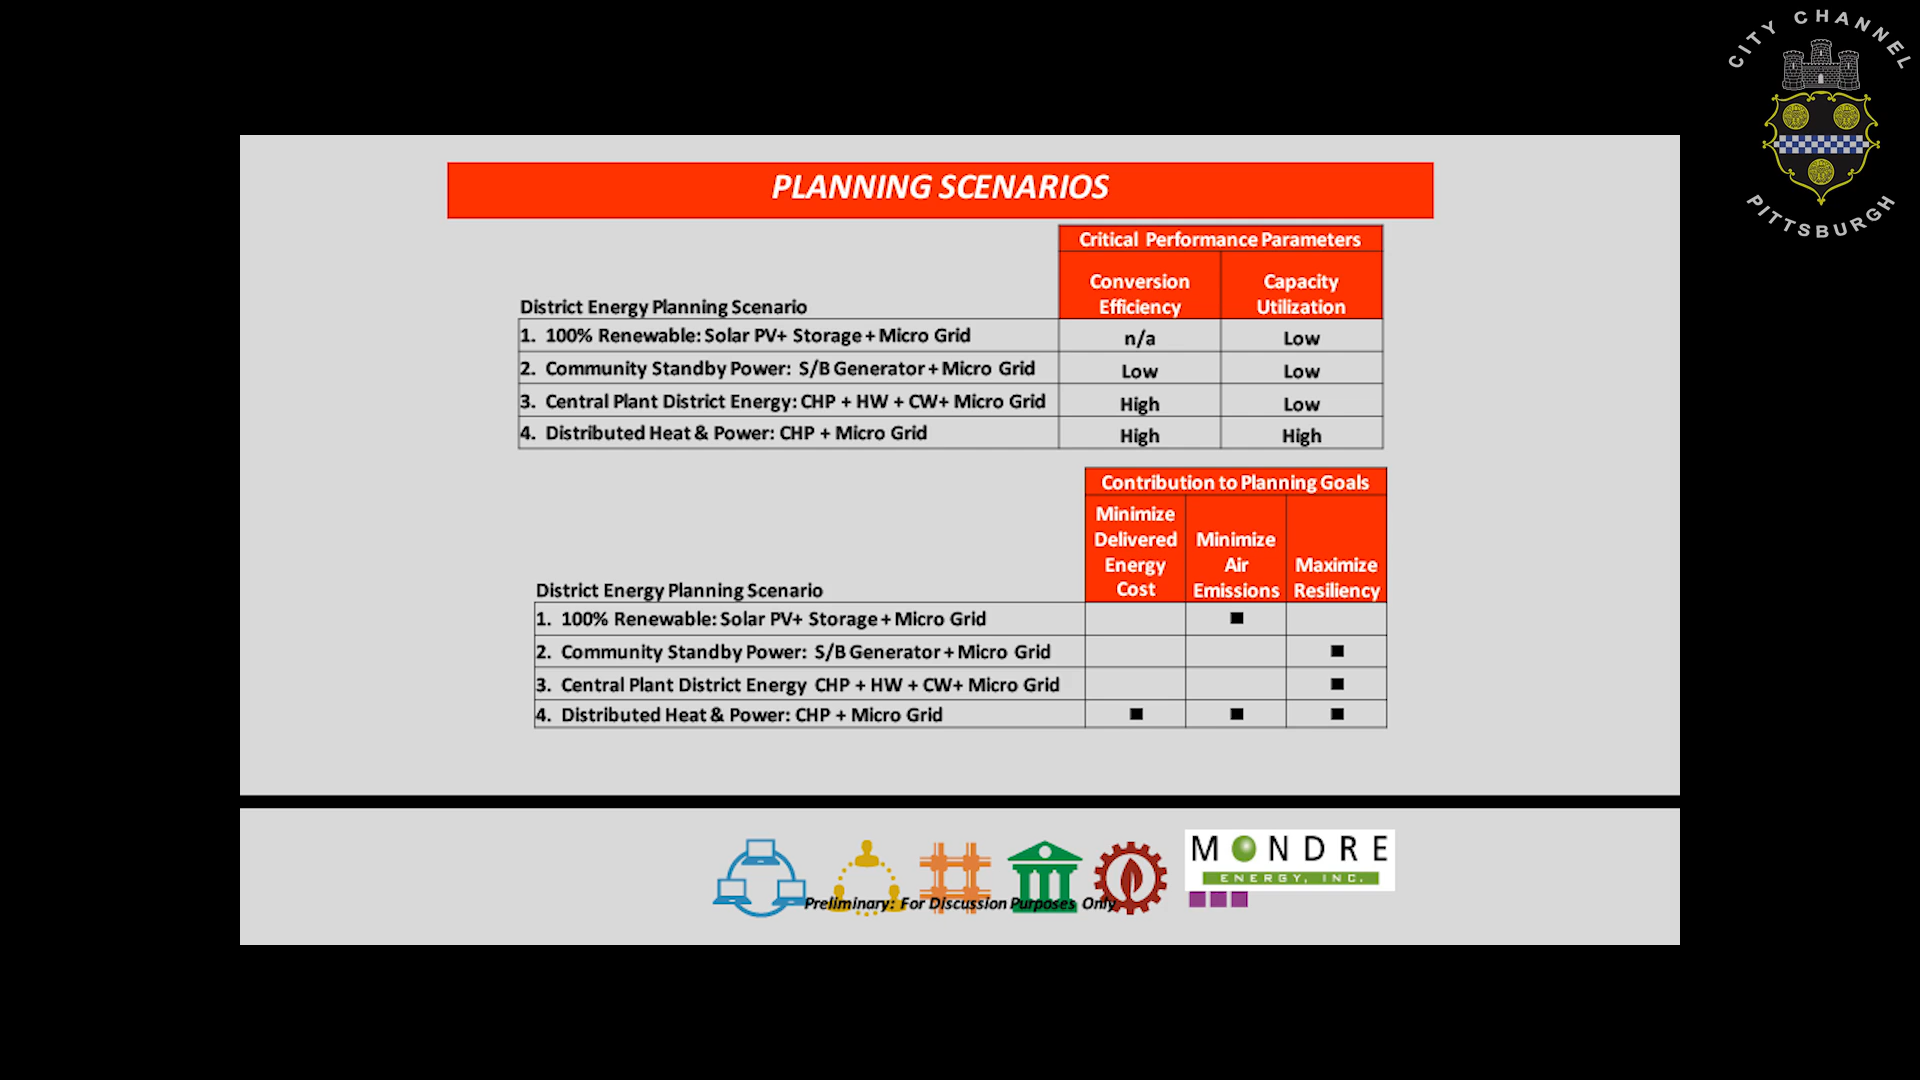 CITY CHANNEL
PITTSBURGH
PLANNING SCENARIOS
Critical Performance Parameters
District Energy Planning Scenario
Conversion Efficiency
Capacity Utilization
1. 100% Renewable: Solar PV+ Storage + Micro Grid n/a Low
2. Community Standby Power: S/B Generator + Micro Grid Low Low
3. Central Plant District Energy: CHP + HW + CW+ Micro Grid High Low
4. Distributed Heat & Power: CHP + Micro Grid High High
Contribution to Planning Goals
District Energy Planning Scenario
Minimize Delivered Energy Cost
Minimize Air Emissions
Maximize Resiliency
1. 100% Renewable: Solar PV+ Storage + Micro Grid
2. Community Standby Power: S/B Generator + Micro Grid
3. Central Plant District Energy CHP + HW + CW+ Micro Grid
4. Distributed Heat & Power: CHP + Micro Grid
MONDRE
ENERGY, INC.
Preliminary: For Discussion Purposes Only